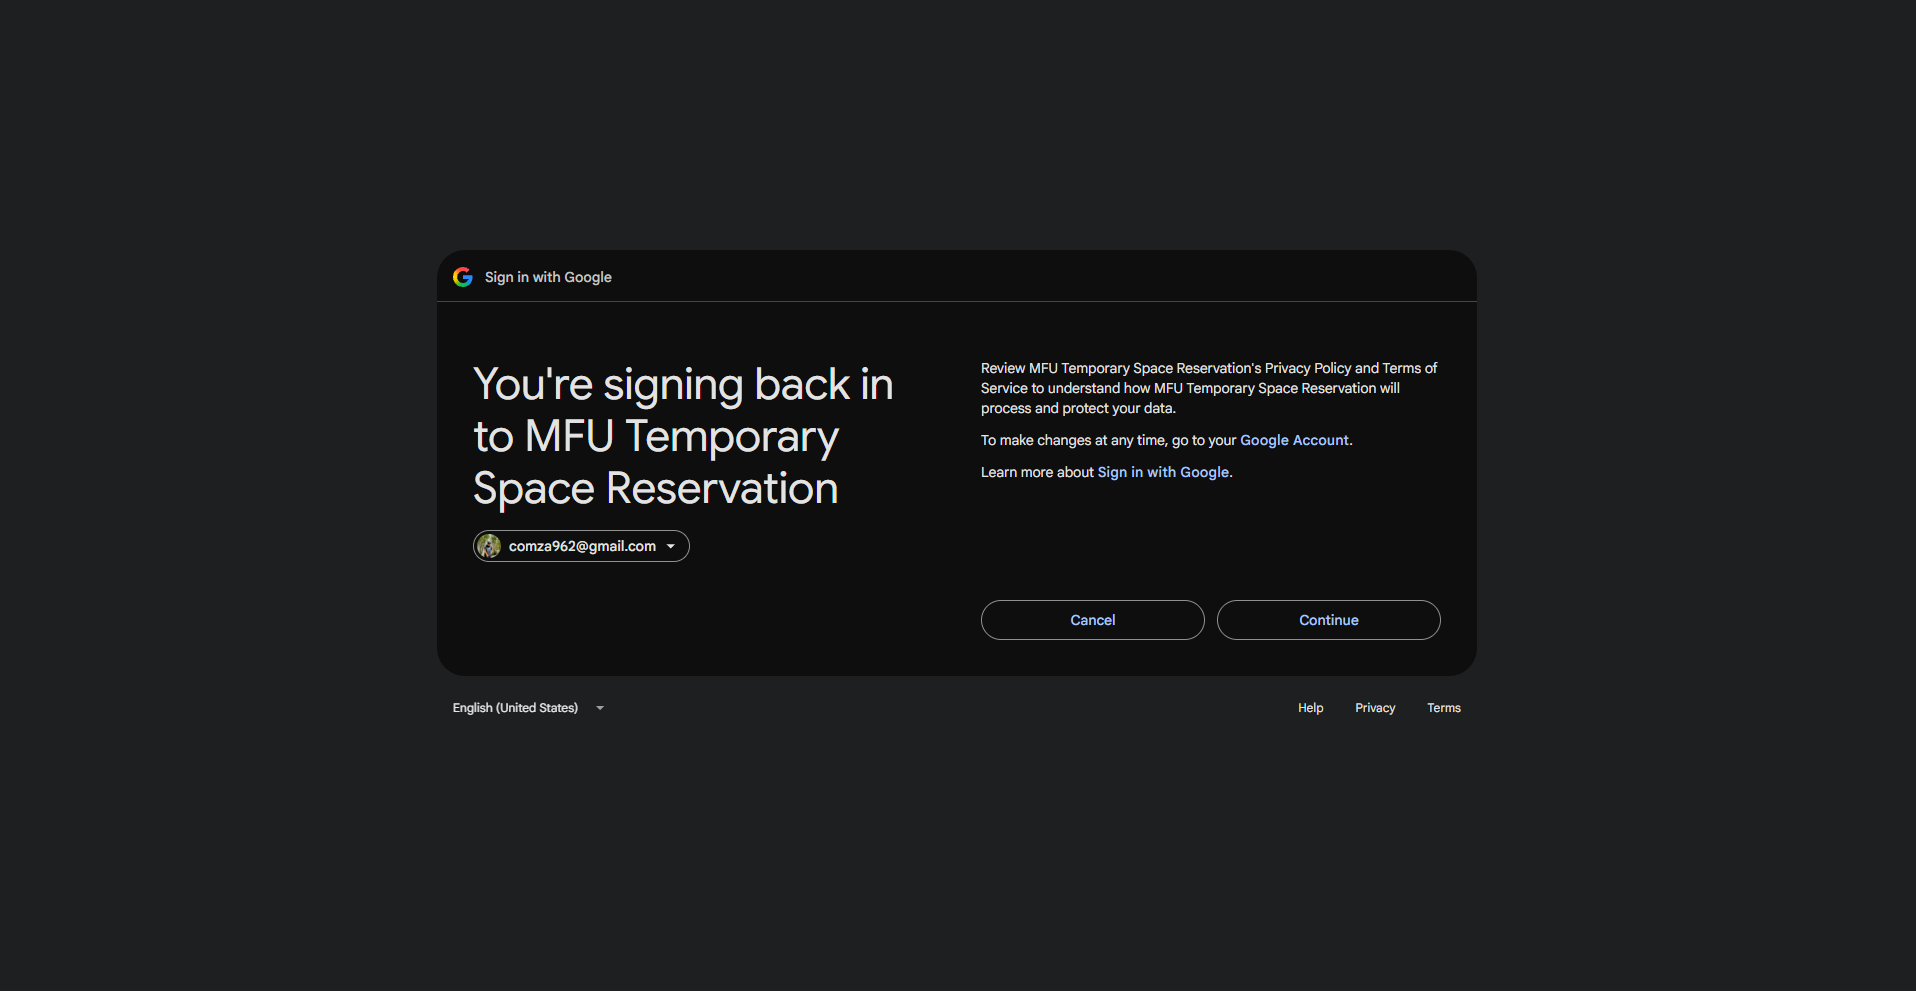 Sign in with Google
You're signing back in
to MFU Temporary
Space Reservation
comza962@gmail.com
Review MFU Temporary Space Reservation's Privacy Policy and Terms of
Service to understand how MFU Temporary Space Reservation will
process and protect your data.
To make changes at any time, go to your Google Account.
Learn more about Sign in with Google.
Cancel
Continue
English (United States)
Help
Privacy
Terms